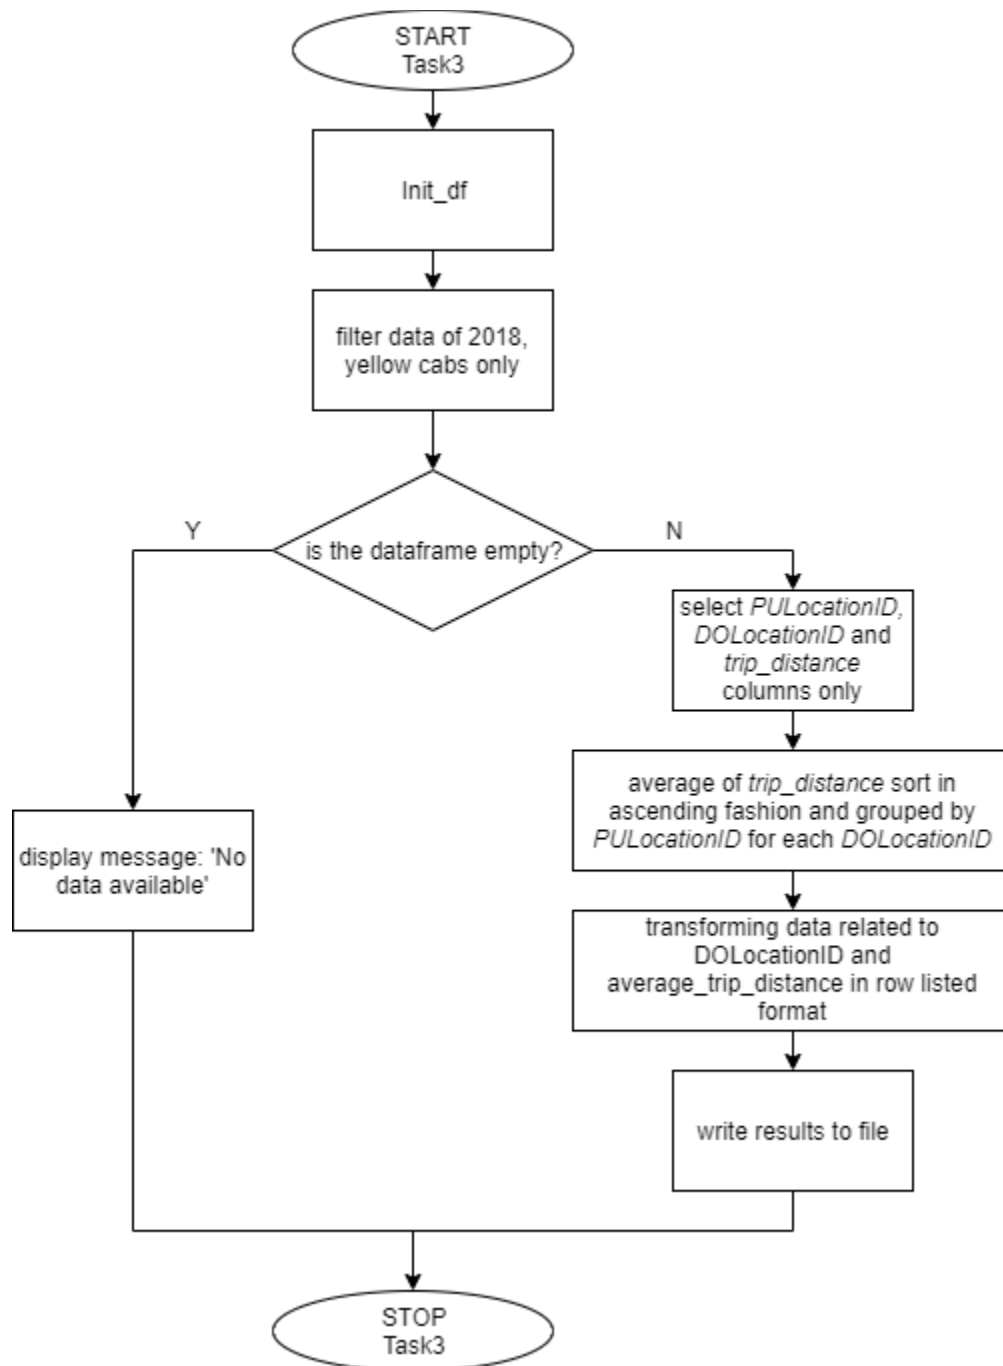 START
Task3
Init_df
filter data of 2018,
yellow cabs only
Y
is the dataframe empty?
N
select PULocationID,
DOLocationID and
trip_distance
columns only
average of trip_distance sort in
ascending fashion and grouped by
PULocationID for each DOLocationID
display message: 'No
data available'
transforming data related to
DOLocationID and
average_trip_distance in row listed
format
write results to file
STOP
Task3